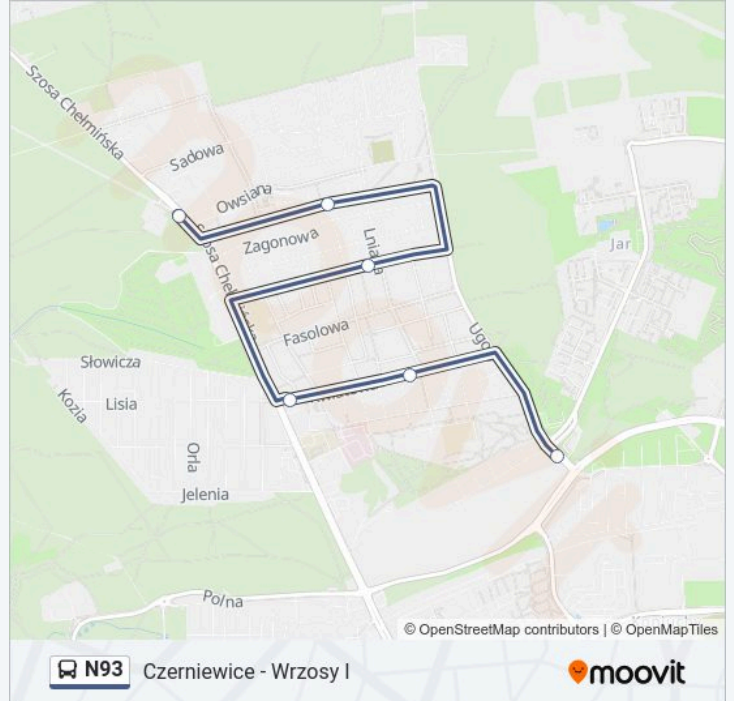 Szosa Chełmińska
Sadowa
Owsiana
Zagonowa
Lniana
Jar
Fasolowa
Słowicza
Lisia
Kozia
Orla
Jelenia
Polna
© OpenStreetMap contributors | © OpenMapTiles
N93 Czerniewice - Wrzosy I
moovit